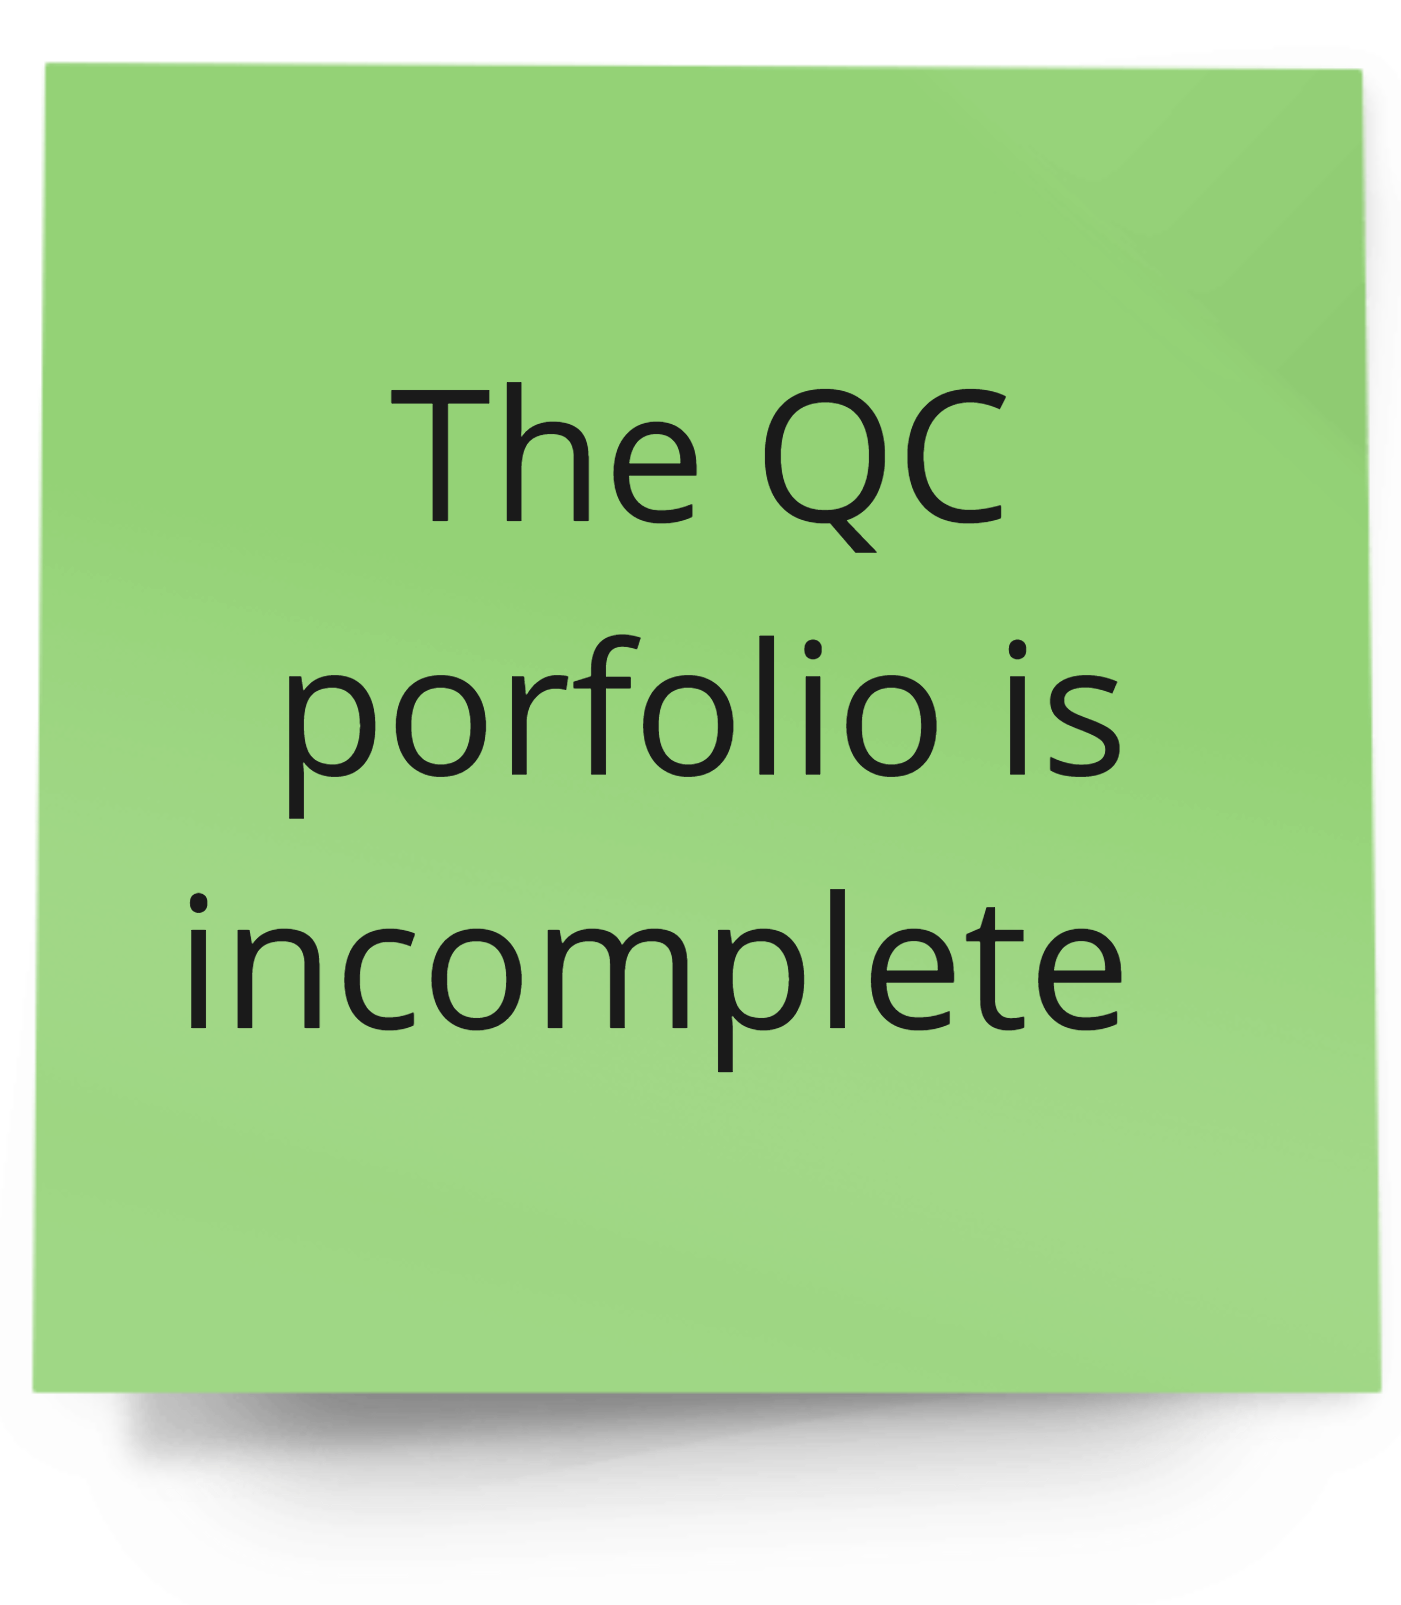 The QC
porfolio is
incomplete